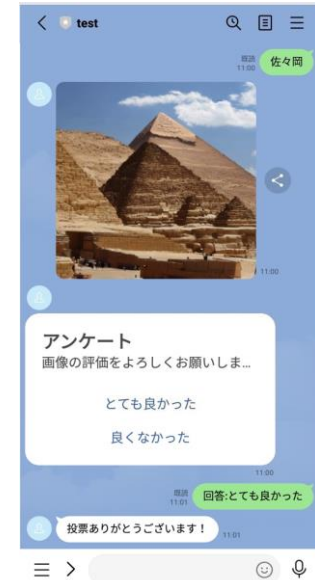 test
既読
11:00
佐々岡
11:00
アンケート
画像の評価をよろしくお願いしま...
とても良かった
良くなかった
11:00
既読
11:01
回答:とても良かった
投票ありがとうございます！
11:01